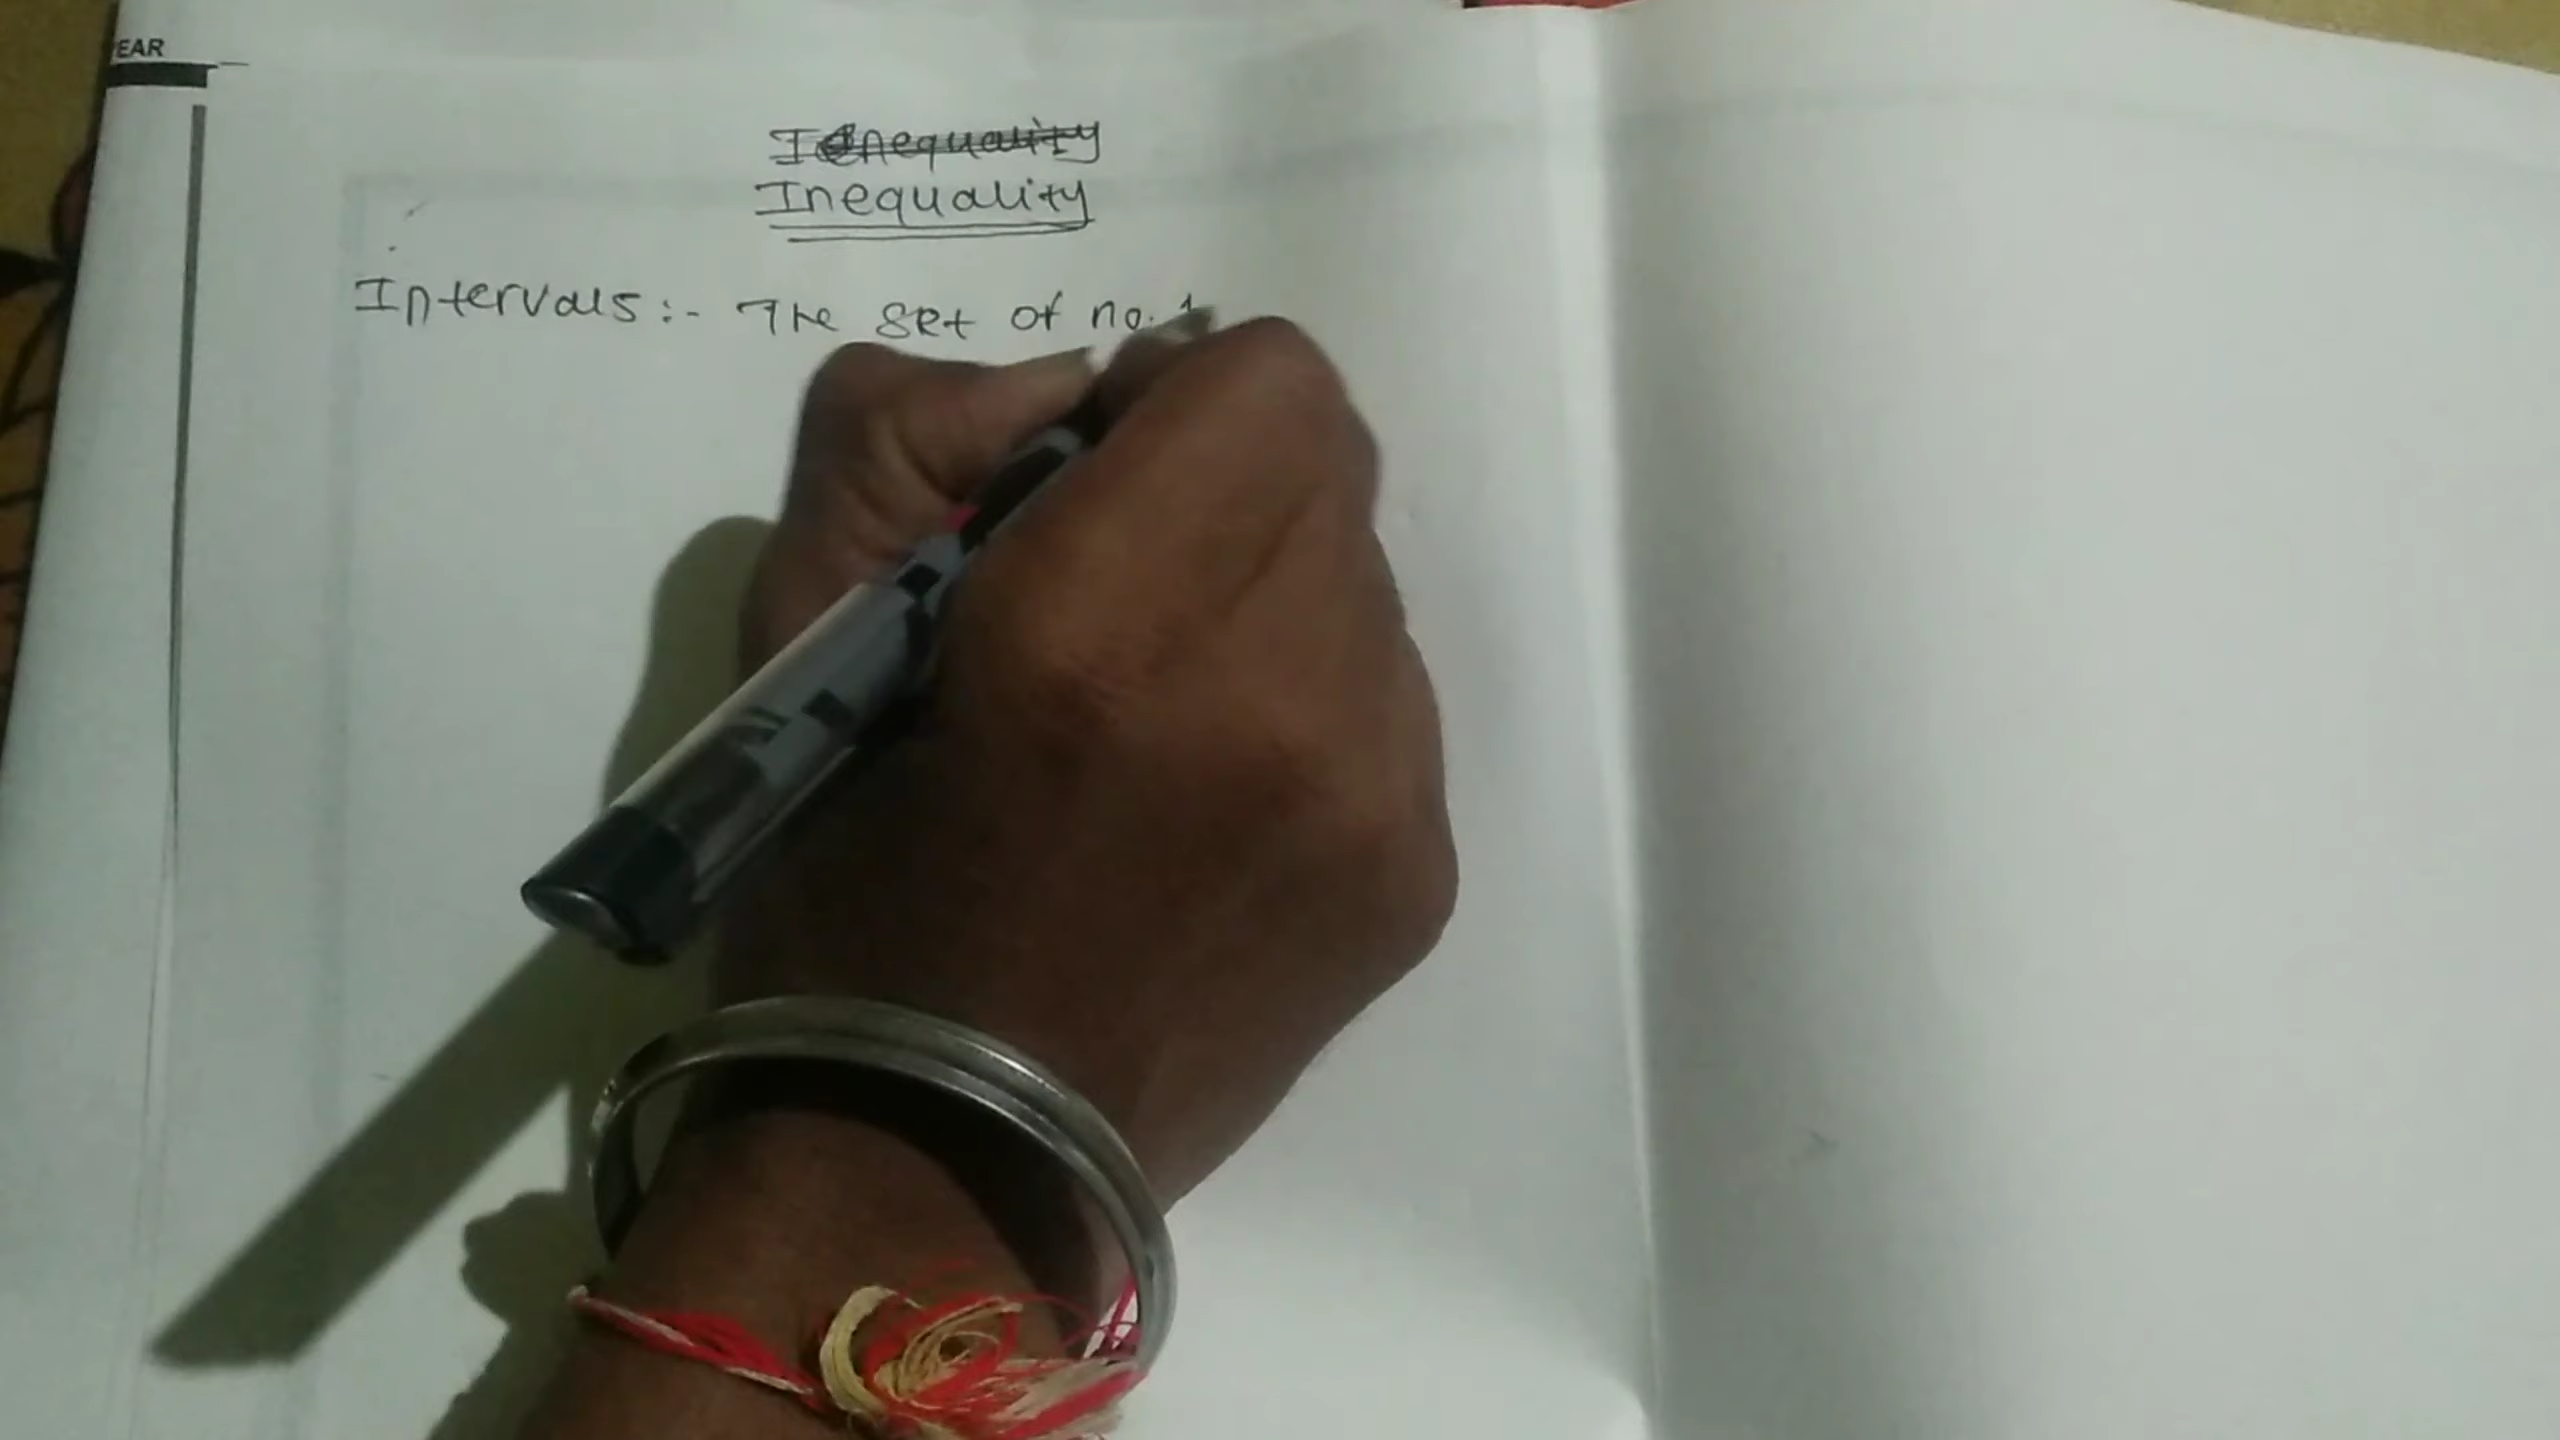 EAR
Inequality
Inequality
Intervals:- The set of no.